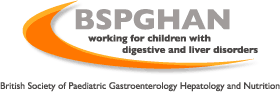 BSPGHAN
working for children with
digestive and liver disorders
British Society of Paediatric Gastroenterology Hepatology and Nutrition